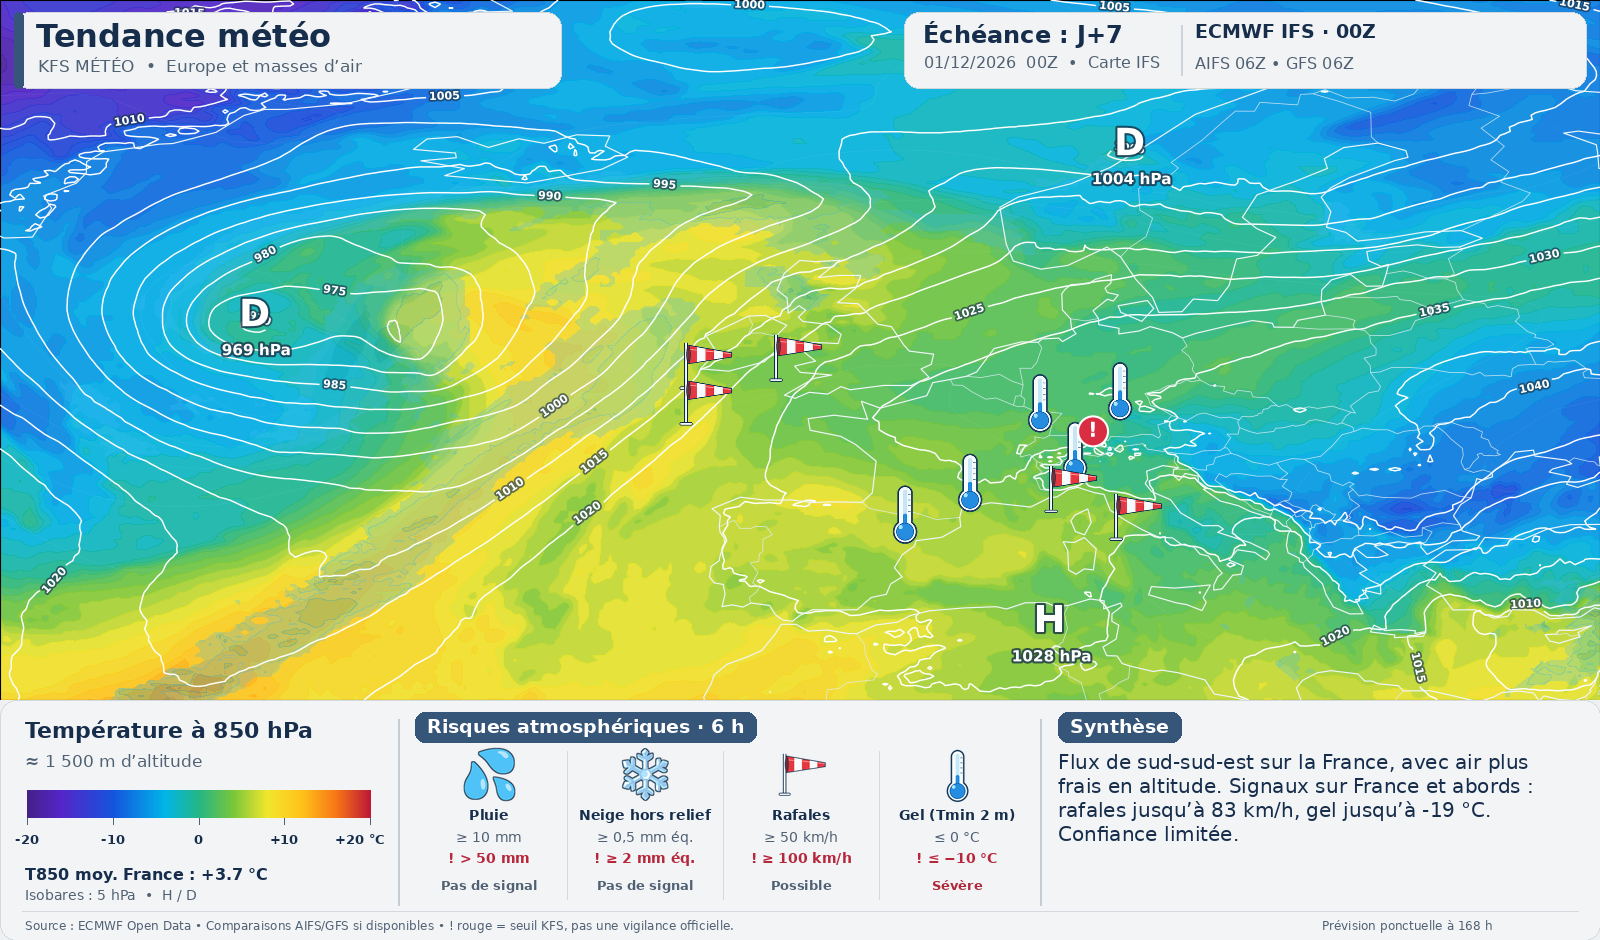 Tendance météo
KFS MÉTÉO • Europe et masses d’air
Échéance : J+7
01/12/2026 00Z • Carte IFS
ECMWF IFS · 00Z
AIFS 06Z • GFS 06Z
1015
1000
1005
1015
1005
1010
D
1004 hPa
995
990
980
975
D
969 hPa
985
1030
1025
1035
1040
1000
1015
1010
1020
1020
H
1028 hPa
1010
1020
1015
!
Température à 850 hPa
≈ 1 500 m d’altitude
-20 -10 0 +10 +20 °C
T850 moy. France : +3.7 °C
Isobares : 5 hPa • H / D
Risques atmosphériques · 6 h
Pluie
≥ 10 mm
! > 50 mm
Pas de signal
Neige hors relief
≥ 0,5 mm éq.
! ≥ 2 mm éq.
Pas de signal
Rafales
≥ 50 km/h
! ≥ 100 km/h
Possible
Gel (Tmin 2 m)
≤ 0 °C
! ≤ −10 °C
Sévère
Synthèse
Flux de sud-sud-est sur la France, avec air plus
frais en altitude. Signaux sur France et abords :
rafales jusqu’à 83 km/h, gel jusqu’à -19 °C.
Confiance limitée.
Source : ECMWF Open Data • Comparaisons AIFS/GFS si disponibles • ! rouge = seuil KFS, pas une vigilance officielle.
Prévision ponctuelle à 168 h